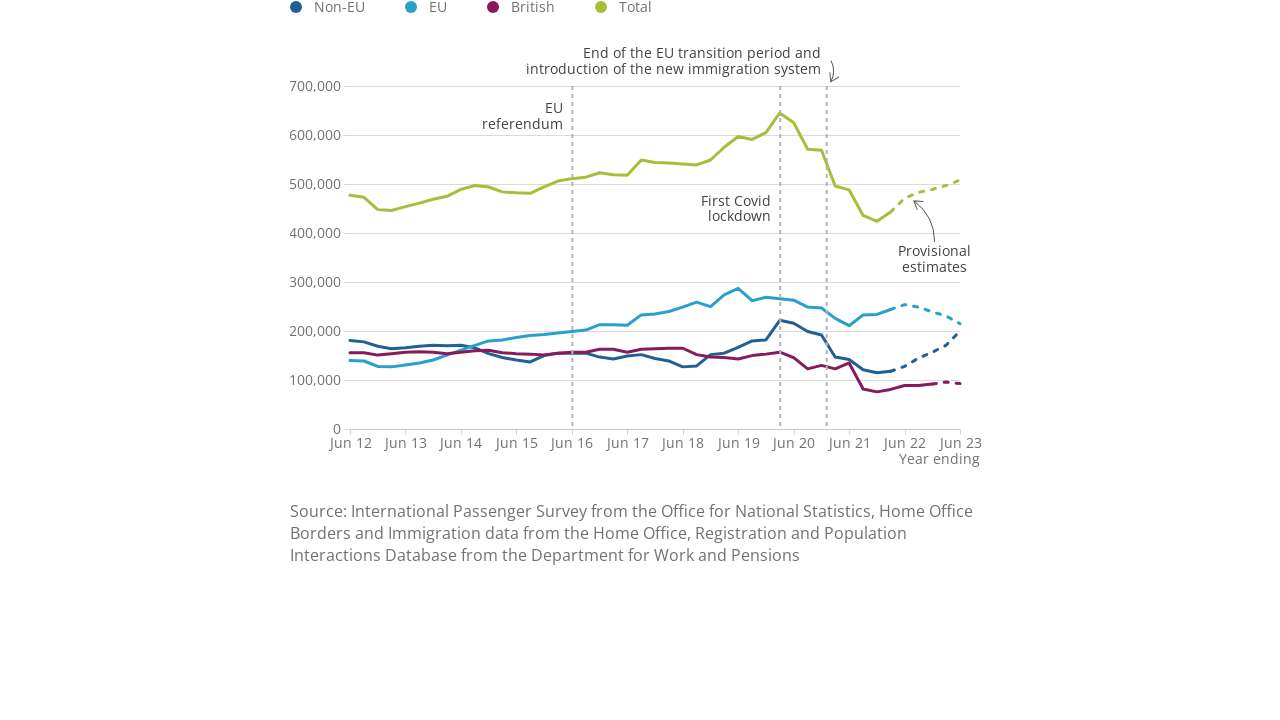 Non-EU EU British Total
End of the EU transition period and
introduction of the new immigration system
700,000
EU
referendum
600,000
500,000
First Covid
lockdown
400,000
Provisional
estimates
300,000
200,000
100,000
0
Jun 12 Jun 13 Jun 14 Jun 15 Jun 16 Jun 17 Jun 18 Jun 19 Jun 20 Jun 21 Jun 22 Jun 23
Year ending
Source: International Passenger Survey from the Office for National Statistics, Home Office
Borders and Immigration data from the Home Office, Registration and Population
Interactions Database from the Department for Work and Pensions